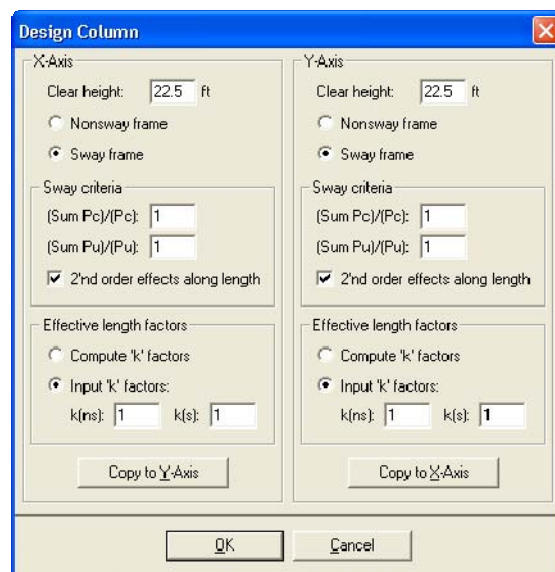 Design Column
X-Axis
Clear height: 22.5 ft
Nonsway frame
Sway frame
Sway criteria
(Sum Pc)/(Pc): 1
(Sum Pu)/(Pu): 1
2'nd order effects along length
Effective length factors
Compute 'k' factors
Input 'k' factors:
k(ns): 1 k(s): 1
Copy to Y-Axis
Y-Axis
Clear height: 22.5 ft
Nonsway frame
Sway frame
Sway criteria
(Sum Pc)/(Pc): 1
(Sum Pu)/(Pu): 1
2'nd order effects along length
Effective length factors
Compute 'k' factors
Input 'k' factors:
k(ns): 1 k(s): 1
Copy to X-Axis
OK Cancel